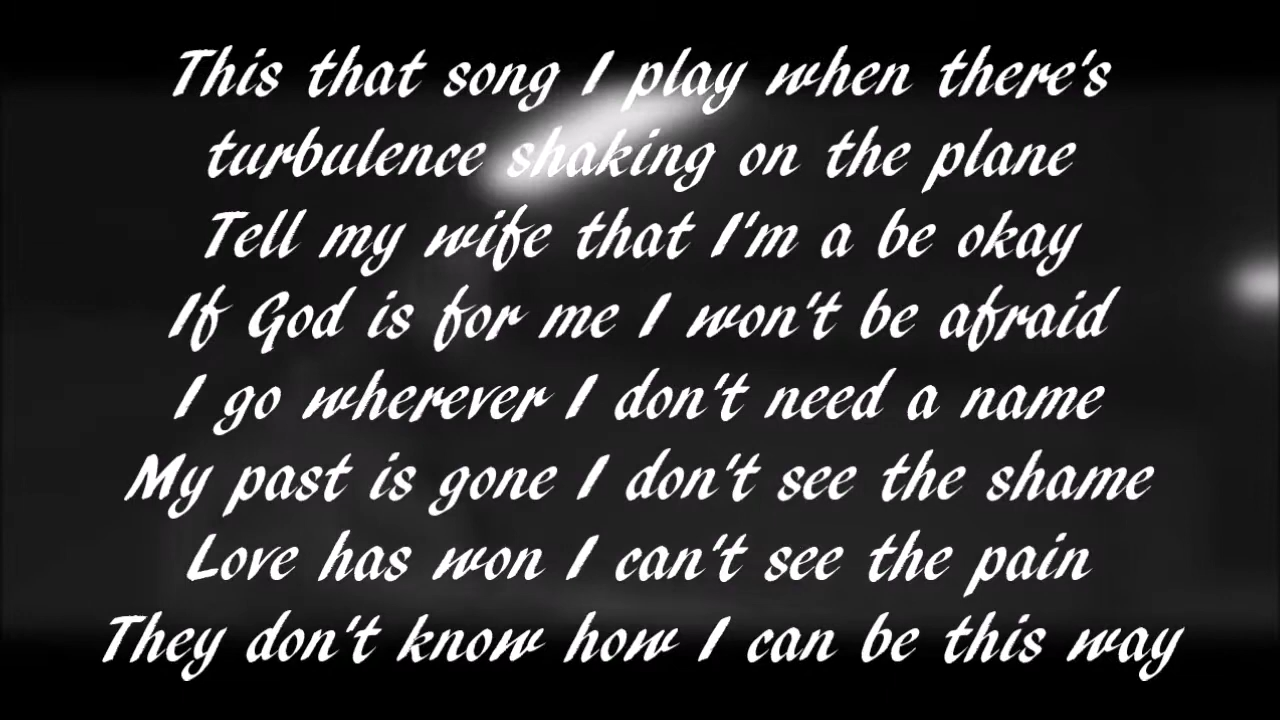 This that song I play when there's
turbulence shaking on the plane
Tell my wife that I'm a be okay
If God is for me I won't be afraid
I go wherever I don't need a name
My past is gone I don't see the shame
Love has won I can't see the pain
They don't know how I can be this way